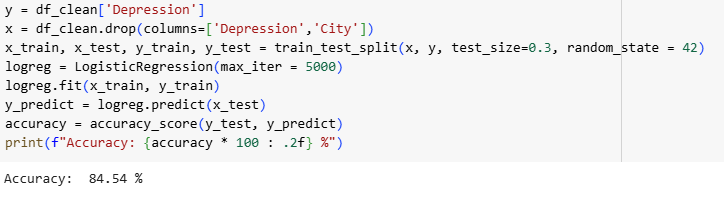 y = df_clean['Depression']
x = df_clean.drop(columns=['Depression','City'])
x_train, x_test, y_train, y_test = train_test_split(x, y, test_size=0.3, random_state = 42)
logreg = LogisticRegression(max_iter = 5000)
logreg.fit(x_train, y_train)
y_predict = logreg.predict(x_test)
accuracy = accuracy_score(y_test, y_predict)
print(f"Accuracy: {accuracy * 100 : .2f} %")
Accuracy:  84.54 %